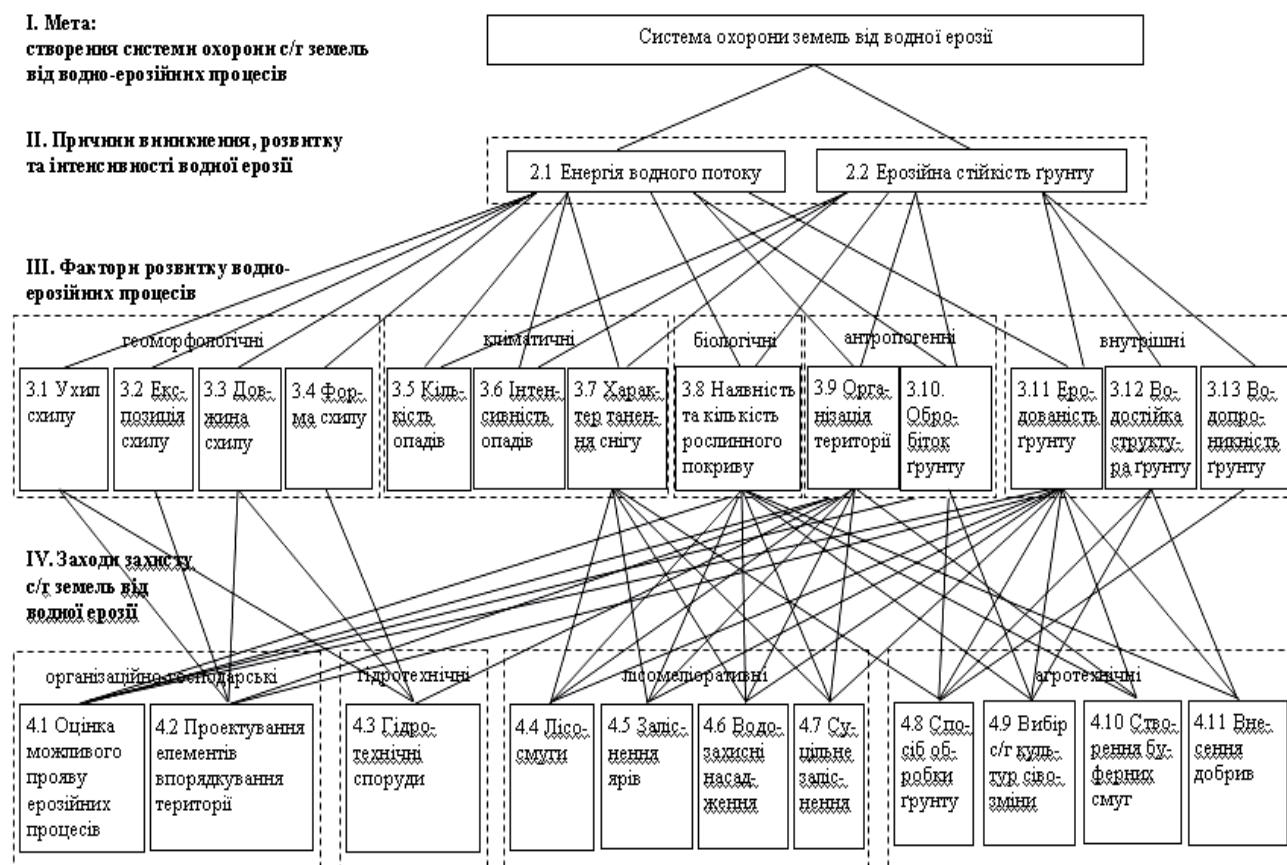 І. Мета:
створення системи охорони с/г земель
від водно-ерозійних процесів
Система охорони земель від водної ерозії
ІІ. Причини виникнення, розвитку
та інтенсивності водної ерозії
2.1 Енергія водного потоку
2.2 Ерозійна стійкість ґрунту
ІІІ. Фактори розвитку водно-
ерозійних процесів
геоморфологічні
кліматичні
біологічні
антропогенні
внутрішні
3.1 Ухил
схилу
3.2 Екс-
позиція
схилу
3.3 Дов-
жина
схилу
3.4 Фор-
ма схилу
3.5 Кіль-
кість
опадів
3.6 Інтен-
сивність
опадів
3.7 Харак-
тер танен-
ня снігу
3.8 Наявність
та кількість
рослинного
покриву
3.9 Орга-
нізація
території
3.10.
Обро-
біток
ґрунту
3.11 Еро-
дованість
ґрунту
3.12 Во-
достійка
структу-
ра ґрунту
3.13 Во-
допро-
никність
ґрунту
IV. Заходи захисту
с/г земель від
водної ерозії
організаційно-господарські
гідротехнічні
лісомеліоративні
агротехнічні
4.1 Оцінка
можливого
прояву
ерозійних
процесів
4.2 Проектування
елементів
впорядкування
території
4.3 Гідро-
технічні
споруди
4.4 Лісо-
смуги
4.5 Заліс-
нення
ярів
4.6 Водо-
захисні
насад-
ження
4.7 Су-
цільне
заліс-
нення
4.8 Спо-
сіб об-
робки
ґрунту
4.9 Вибір
с/г куль-
тур сіво-
зміни
4.10 Ство-
рення бу-
ферних
смуг
4.11 Вне-
сення
добрив